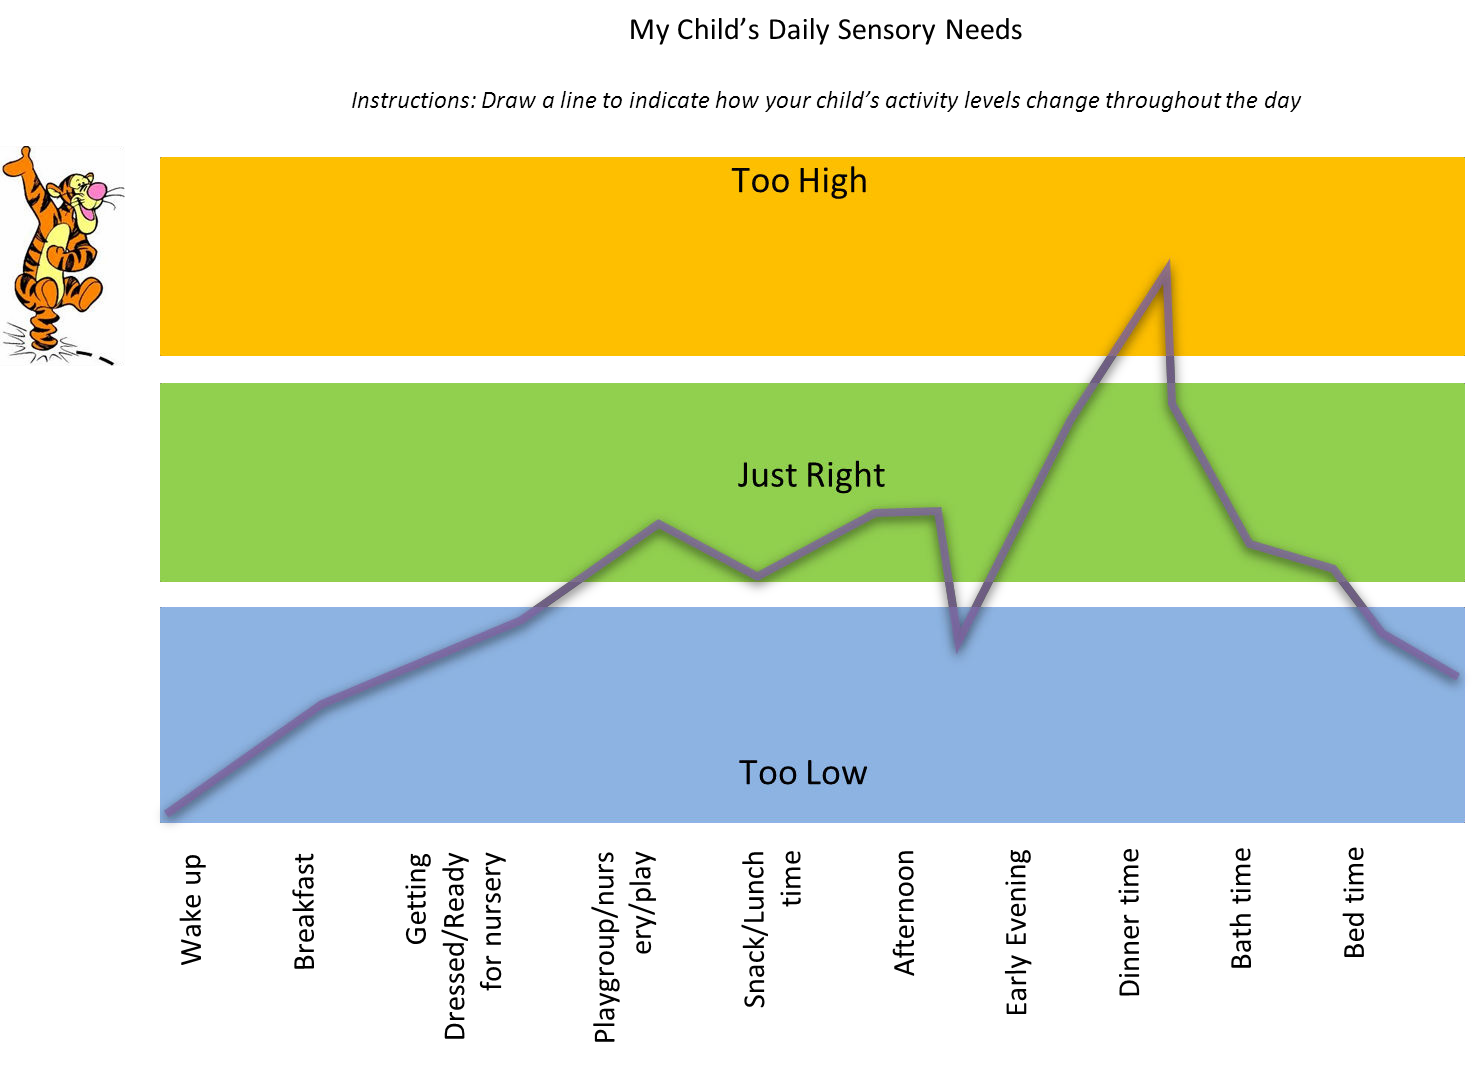 My Child’s Daily Sensory Needs
Instructions: Draw a line to indicate how your child’s activity levels change throughout the day
Too High
Just Right
Too Low
Wake up
Breakfast
Getting
Dressed/Ready
for nursery
Playgroup/nurs
ery/play
Snack/Lunch
time
Afternoon
Early Evening
Dinner time
Bath time
Bed time